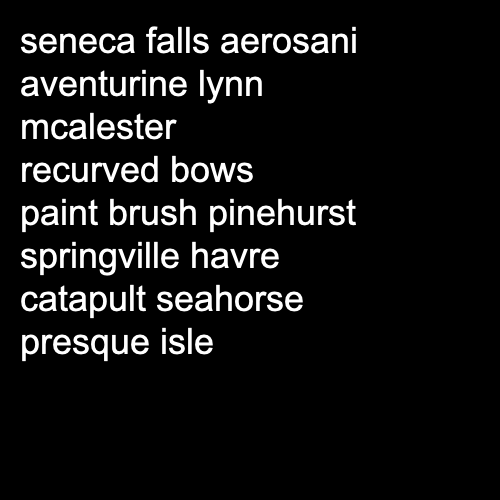 seneca falls aerosani
aventurine lynn
mcalester
recurved bows
paint brush pinehurst
springville havre
catapult seahorse
presque isle